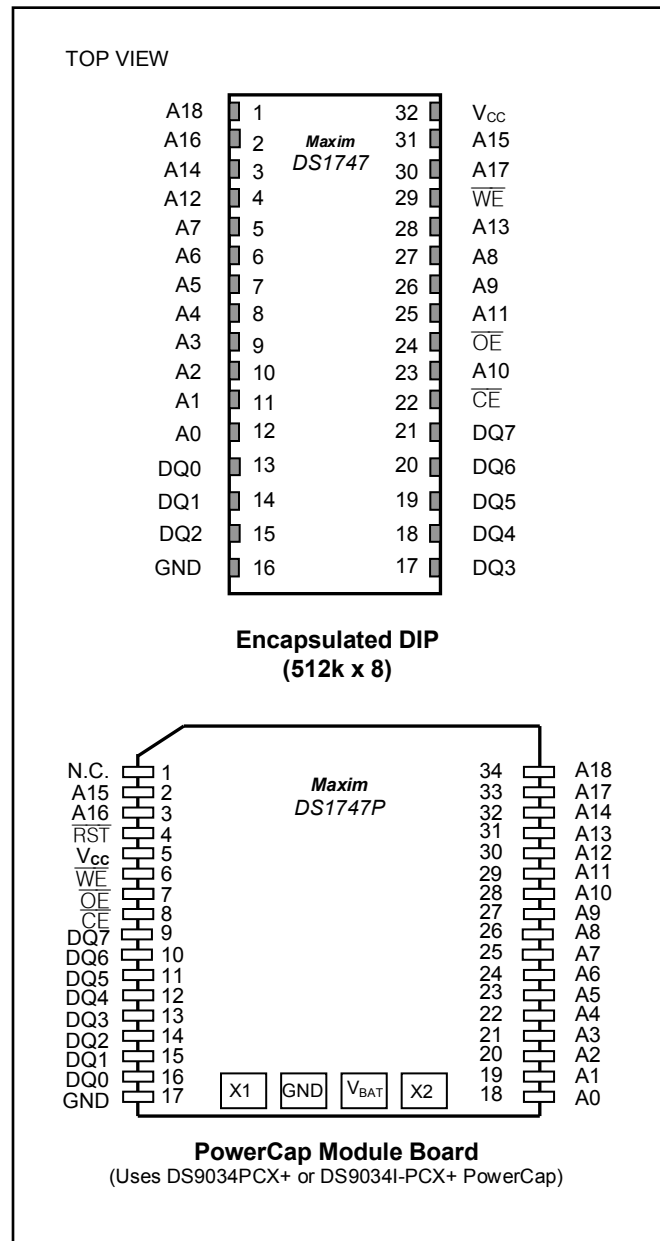 TOP VIEW
A18 1 32 VCC
A16 2 Maxim 31 A15
A14 3 DS1747 30 A17
A12 4 29 WE
A7 5 28 A13
A6 6 27 A8
A5 7 26 A9
A4 8 25 A11
A3 9 24 OE
A2 10 23 A10
A1 11 22 CE
A0 12 21 DQ7
DQ0 13 20 DQ6
DQ1 14 19 DQ5
DQ2 15 18 DQ4
GND 16 17 DQ3
Encapsulated DIP
(512k x 8)
N.C. 1 34 A18
A15 2 Maxim 33 A17
A16 3 DS1747P 32 A14
RST 4 31 A13
Vcc 5 30 A12
WE 6 29 A11
OE 7 28 A10
CE 8 27 A9
DQ7 9 26 A8
DQ6 10 25 A7
DQ5 11 24 A6
DQ4 12 23 A5
DQ3 13 22 A4
DQ2 14 21 A3
DQ1 15 20 A2
DQ0 16 19 A1
GND 17 X1 GND VBAT X2 18 A0
PowerCap Module Board
(Uses DS9034PCX+ or DS9034I-PCX+ PowerCap)